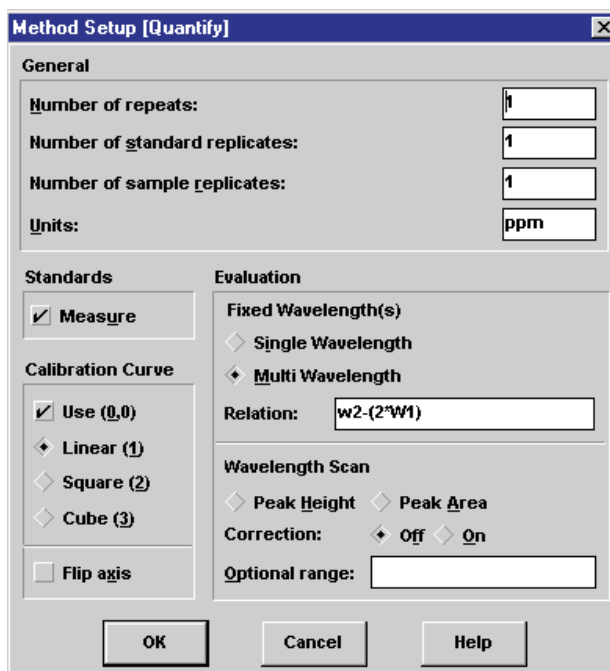 Method Setup [Quantify]
General
Number of repeats: 1
Number of standard replicates: 1
Number of sample replicates: 1
Units: ppm
Standards
Measure
Calibration Curve
Use (0,0)
Linear (1)
Square (2)
Cube (3)
Flip axis
Evaluation
Fixed Wavelength(s)
Single Wavelength
Multi Wavelength
Relation: w2-(2*W1)
Wavelength Scan
Peak Height Peak Area
Correction: Off On
Optional range:
OK Cancel Help